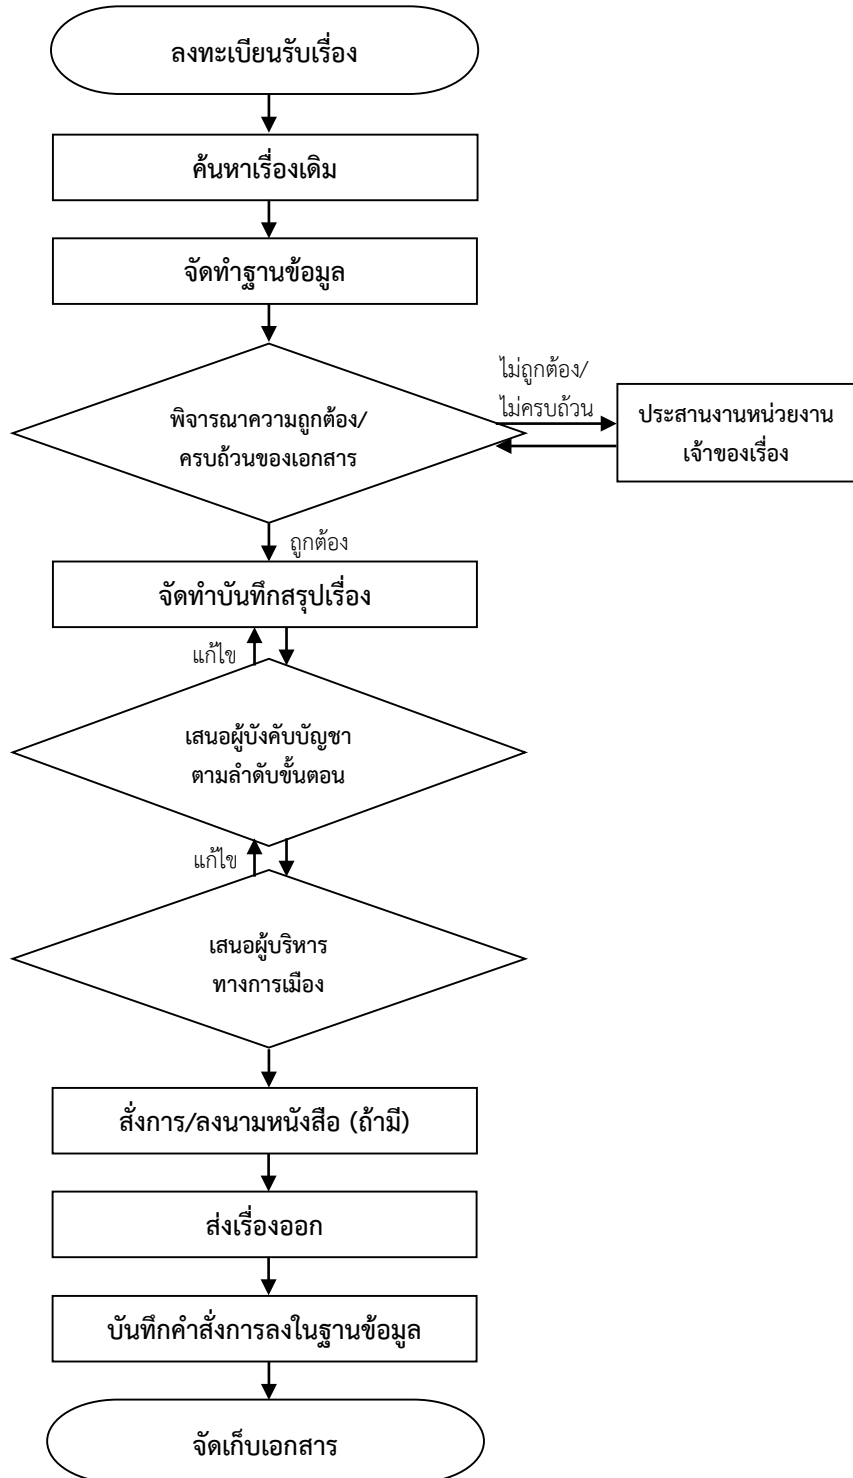 ลงทะเบียนรับเรื่อง
ค้นหาเรื่องเดิม
จัดทำฐานข้อมูล
พิจารณาความถูกต้อง/
ครบถ้วนของเอกสาร
ไม่ถูกต้อง/
ไม่ครบถ้วน
ประสานงานหน่วยงาน
เจ้าของเรื่อง
ถูกต้อง
จัดทำบันทึกสรุปเรื่อง
แก้ไข
เสนอผู้บังคับบัญชา
ตามลำดับขั้นตอน
แก้ไข
เสนอผู้บริหาร
ทางการเมือง
สั่งการ/ลงนามหนังสือ (ถ้ามี)
ส่งเรื่องออก
บันทึกคำสั่งการลงในฐานข้อมูล
จัดเก็บเอกสาร